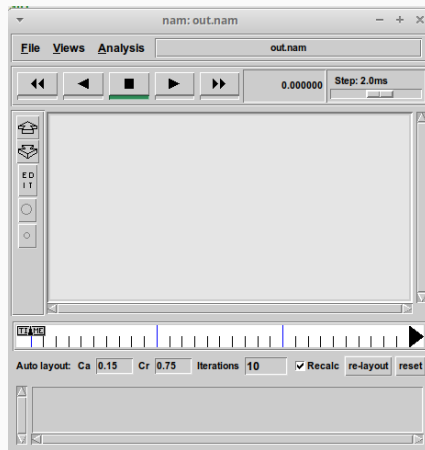 nam: out.nam
File Views Analysis out.nam
0.000000 Step: 2.0ms
ED
IT
TIME
Auto layout: Ca 0.15 Cr 0.75 Iterations 10 Recalc re-layout reset